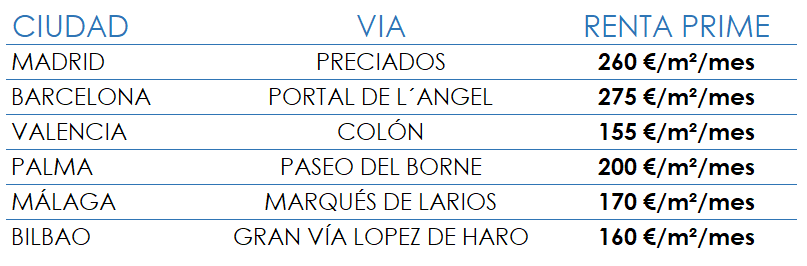 CIUDAD VIA RENTA PRIME
MADRID PRECIADOS 260 €/m²/mes
BARCELONA PORTAL DE L´ANGEL 275 €/m²/mes
VALENCIA COLÓN 155 €/m²/mes
PALMA PASEO DEL BORNE 200 €/m²/mes
MÁLAGA MARQUÉS DE LARIOS 170 €/m²/mes
BILBAO GRAN VÍA LOPEZ DE HARO 160 €/m²/mes